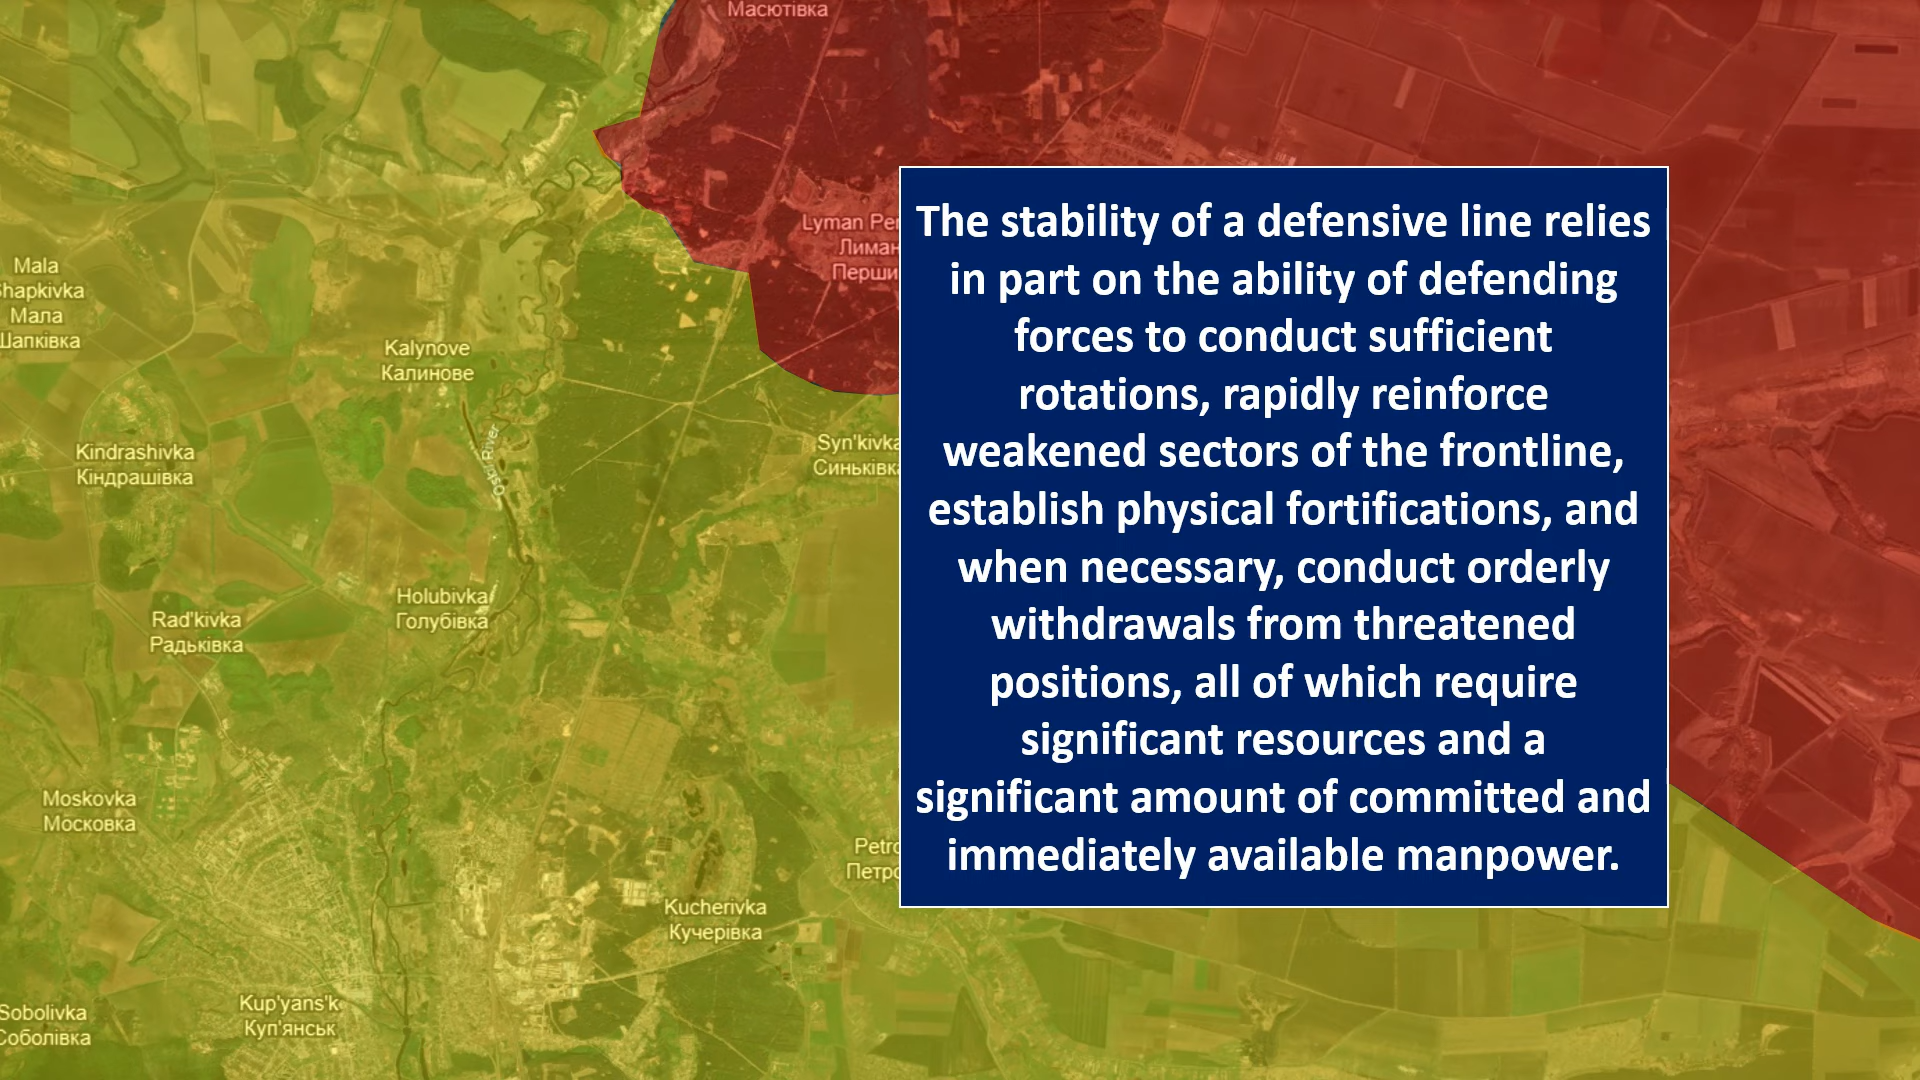 Масютівка
Lyman Per
Лиман
Перши
Mala
Shapkivka
Мала
Шапківка
Kalynove
Калинове
Oskil River
Kindrashivka
Кіндрашівка
Syn'kivka
Синьківка
Holubivka
Голубівка
Rad'kivka
Радьківка
Moskovka
Московка
Petro
Петро
Kucherivka
Кучерівка
Kup'yans'k
Куп'янськ
Sobolivka
Соболівка
The stability of a defensive line relies
in part on the ability of defending
forces to conduct sufficient
rotations, rapidly reinforce
weakened sectors of the frontline,
establish physical fortifications, and
when necessary, conduct orderly
withdrawals from threatened
positions, all of which require
significant resources and a
significant amount of committed and
immediately available manpower.